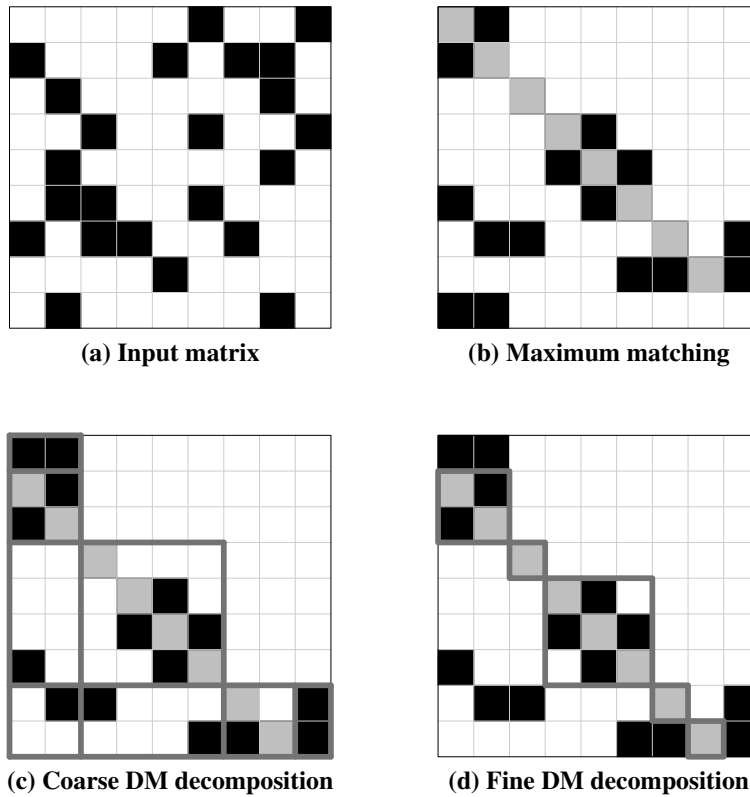 (a) Input matrix
(b) Maximum matching
(c) Coarse DM decomposition
(d) Fine DM decomposition